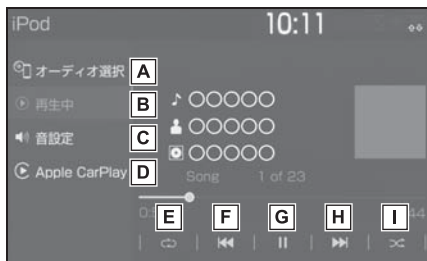 iPod 10:11
オーディオ選択 A
再生中 B
♪ ○○○○○
音設定 C
○○○○○
○○○○○
Apple CarPlay D
Song 1 of 23
E F G H I